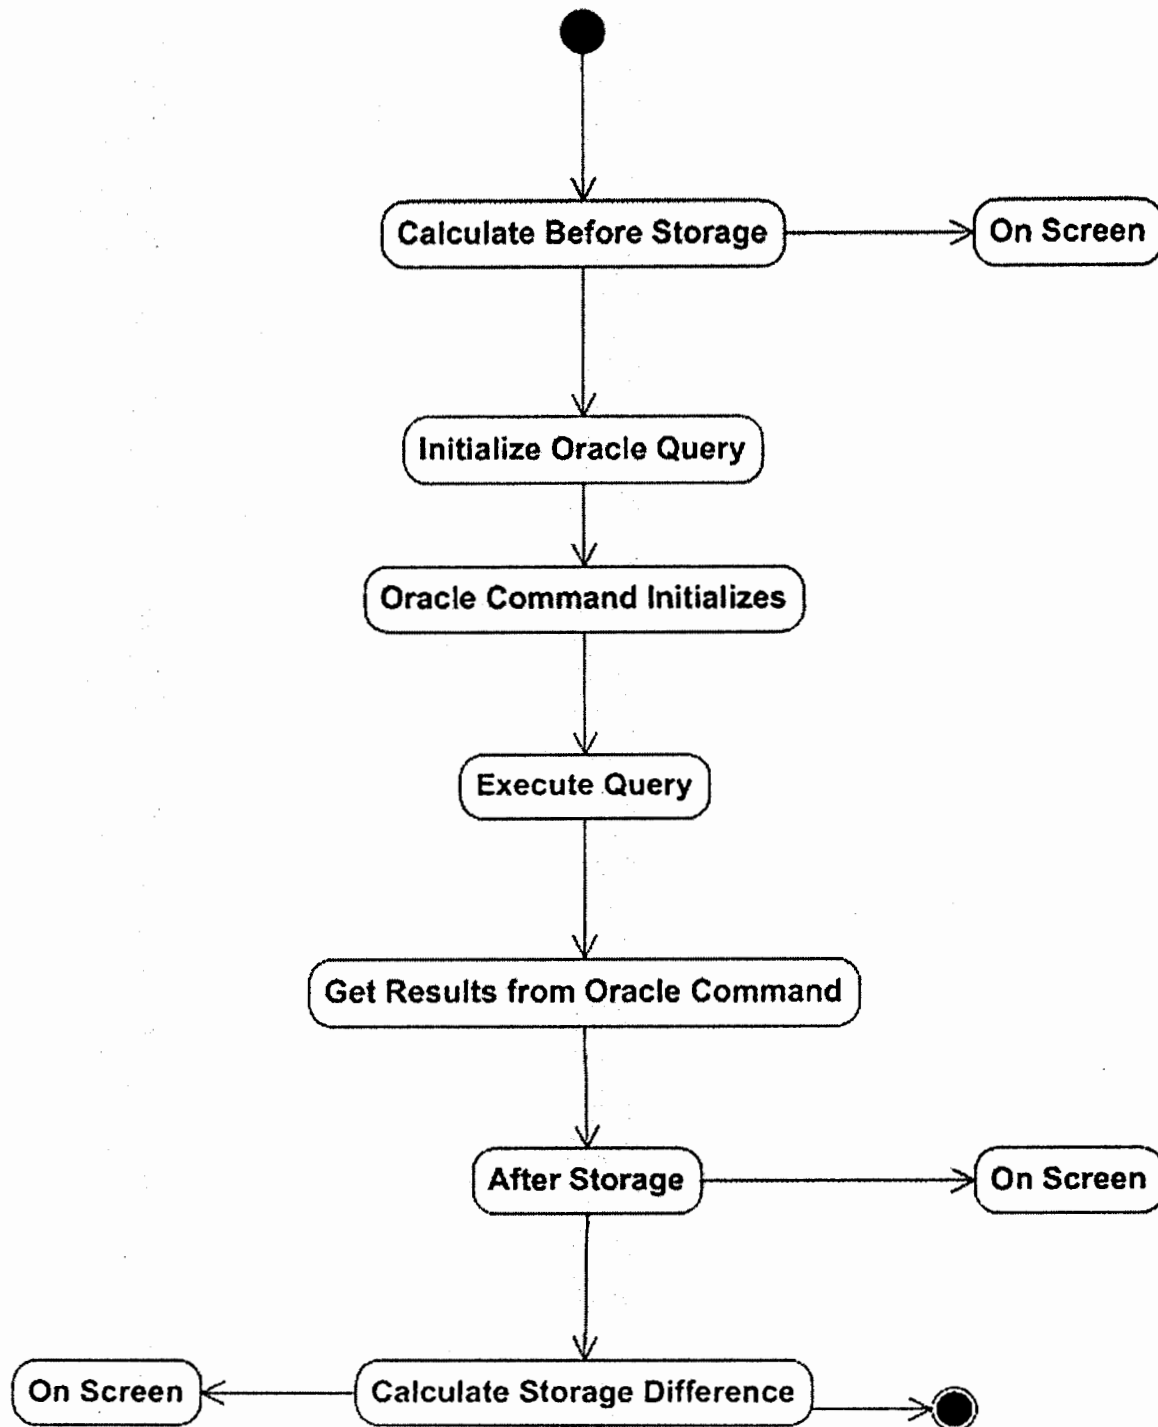 Calculate Before Storage
On Screen
Initialize Oracle Query
Oracle Command Initializes
Execute Query
Get Results from Oracle Command
After Storage
On Screen
On Screen
Calculate Storage Difference